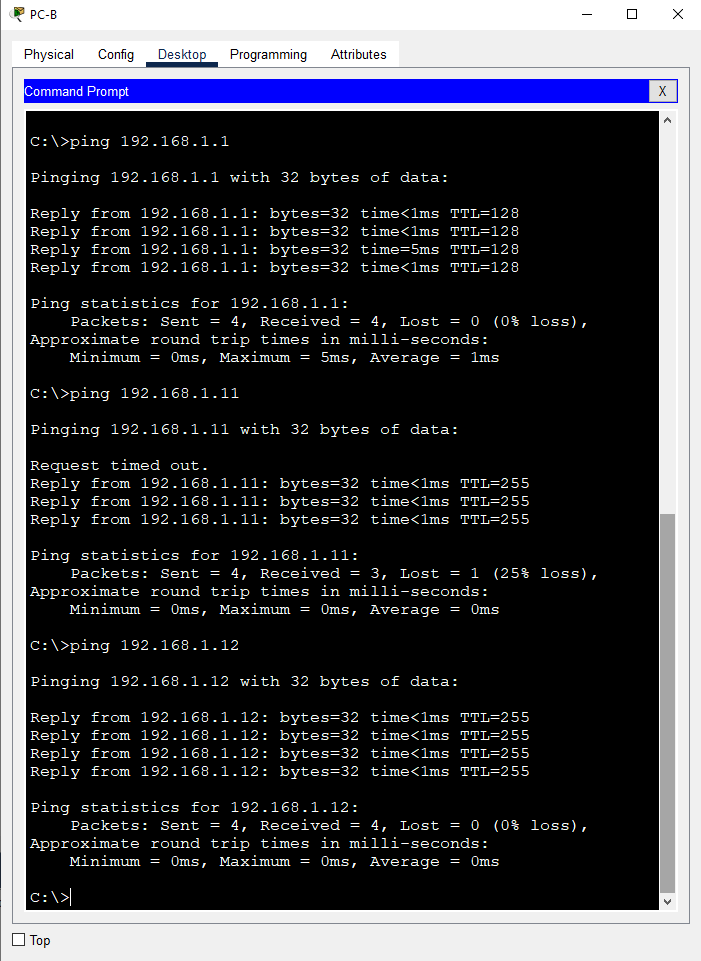 PC-B
Physical Config Desktop Programming Attributes
Command Prompt X
C:\>ping 192.168.1.1
Pinging 192.168.1.1 with 32 bytes of data:
Reply from 192.168.1.1: bytes=32 time<1ms TTL=128
Reply from 192.168.1.1: bytes=32 time<1ms TTL=128
Reply from 192.168.1.1: bytes=32 time=5ms TTL=128
Reply from 192.168.1.1: bytes=32 time<1ms TTL=128
Ping statistics for 192.168.1.1:
Packets: Sent = 4, Received = 4, Lost = 0 (0% loss),
Approximate round trip times in milli-seconds:
Minimum = 0ms, Maximum = 5ms, Average = 1ms
C:\>ping 192.168.1.11
Pinging 192.168.1.11 with 32 bytes of data:
Request timed out.
Reply from 192.168.1.11: bytes=32 time<1ms TTL=255
Reply from 192.168.1.11: bytes=32 time<1ms TTL=255
Reply from 192.168.1.11: bytes=32 time<1ms TTL=255
Ping statistics for 192.168.1.11:
Packets: Sent = 4, Received = 3, Lost = 1 (25% loss),
Approximate round trip times in milli-seconds:
Minimum = 0ms, Maximum = 0ms, Average = 0ms
C:\>ping 192.168.1.12
Pinging 192.168.1.12 with 32 bytes of data:
Reply from 192.168.1.12: bytes=32 time<1ms TTL=255
Reply from 192.168.1.12: bytes=32 time<1ms TTL=255
Reply from 192.168.1.12: bytes=32 time<1ms TTL=255
Reply from 192.168.1.12: bytes=32 time<1ms TTL=255
Ping statistics for 192.168.1.12:
Packets: Sent = 4, Received = 4, Lost = 0 (0% loss),
Approximate round trip times in milli-seconds:
Minimum = 0ms, Maximum = 0ms, Average = 0ms
C:\>
Top